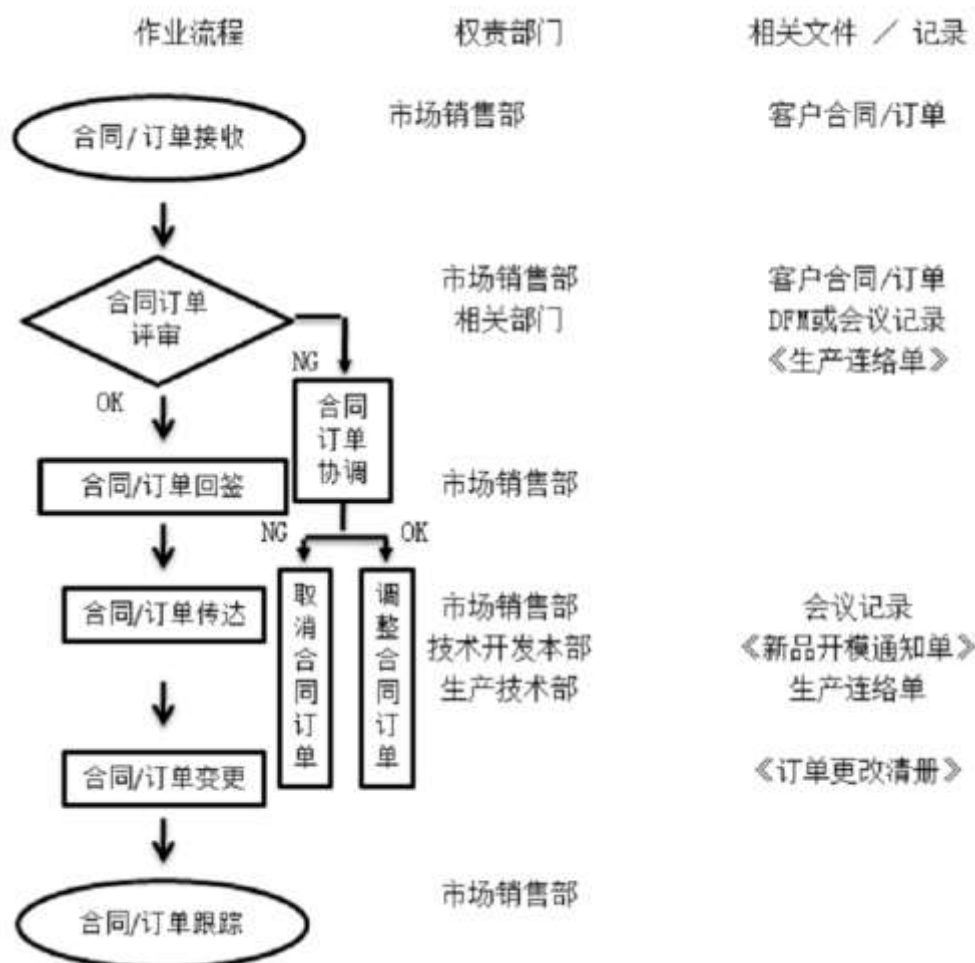 作业流程 权责部门 相关文件 / 记录
合同/订单接收 市场销售部 客户合同/订单
合同订单
评审
市场销售部
相关部门
客户合同/订单
DFM或会议记录
《生产连络单》
NG
OK
合同
订单
协调
合同/订单回签 市场销售部
NG OK
取消合同订单
调整合同订单
合同/订单传达
市场销售部
技术开发本部
生产技术部
会议记录
《新品开模通知单》
生产连络单
合同/订单变更 《订单更改清册》
合同/订单跟踪 市场销售部